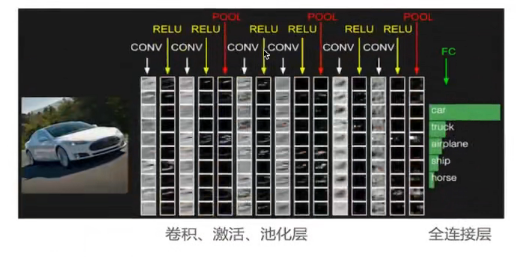 POOL POOL POOL
RELU RELU RELU RELU RELU RELU
CONV CONV CONV CONV CONV CONV
FC
car
truck
airplane
ship
horse
卷积、激活、池化层
全连接层